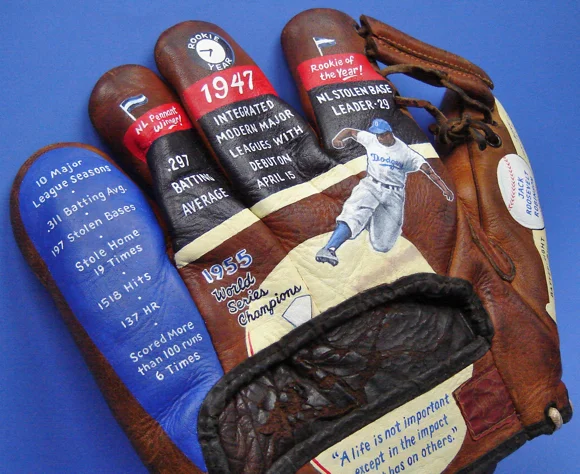 10 Major
League Seasons
.311 Batting Avg.
197 Stolen Bases
Stole Home
19 Times
1518 Hits
137 HR
Scored More
than 100 runs
6 Times
NL Pennant
Winner!
.297
BATTING
AVERAGE
ROOKIE
YEAR
1947
INTEGRATED
MODERN MAJOR
LEAGUES WITH
DEBUT ON
APRIL 15
Rookie of
the Year!
NL STOLEN BASE
LEADER-29
Dodgers
1955
World
Series
Champions
JACK
ROOSEVELT
"A life is not important
except in the impact
has on others."